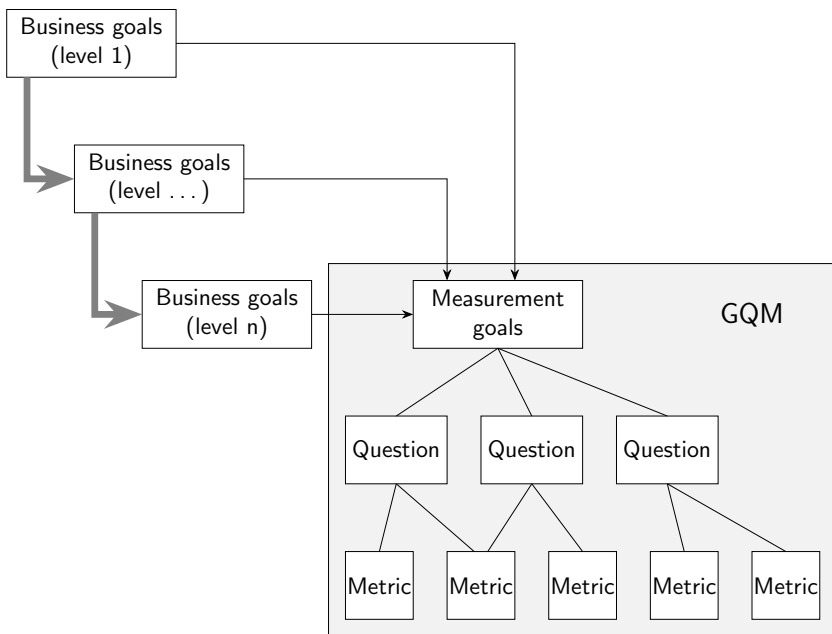 Business goals
(level 1)
Business goals
(level . . . )
Business goals
(level n)
Measurement
goals
GQM
Question
Question
Question
Metric
Metric
Metric
Metric
Metric